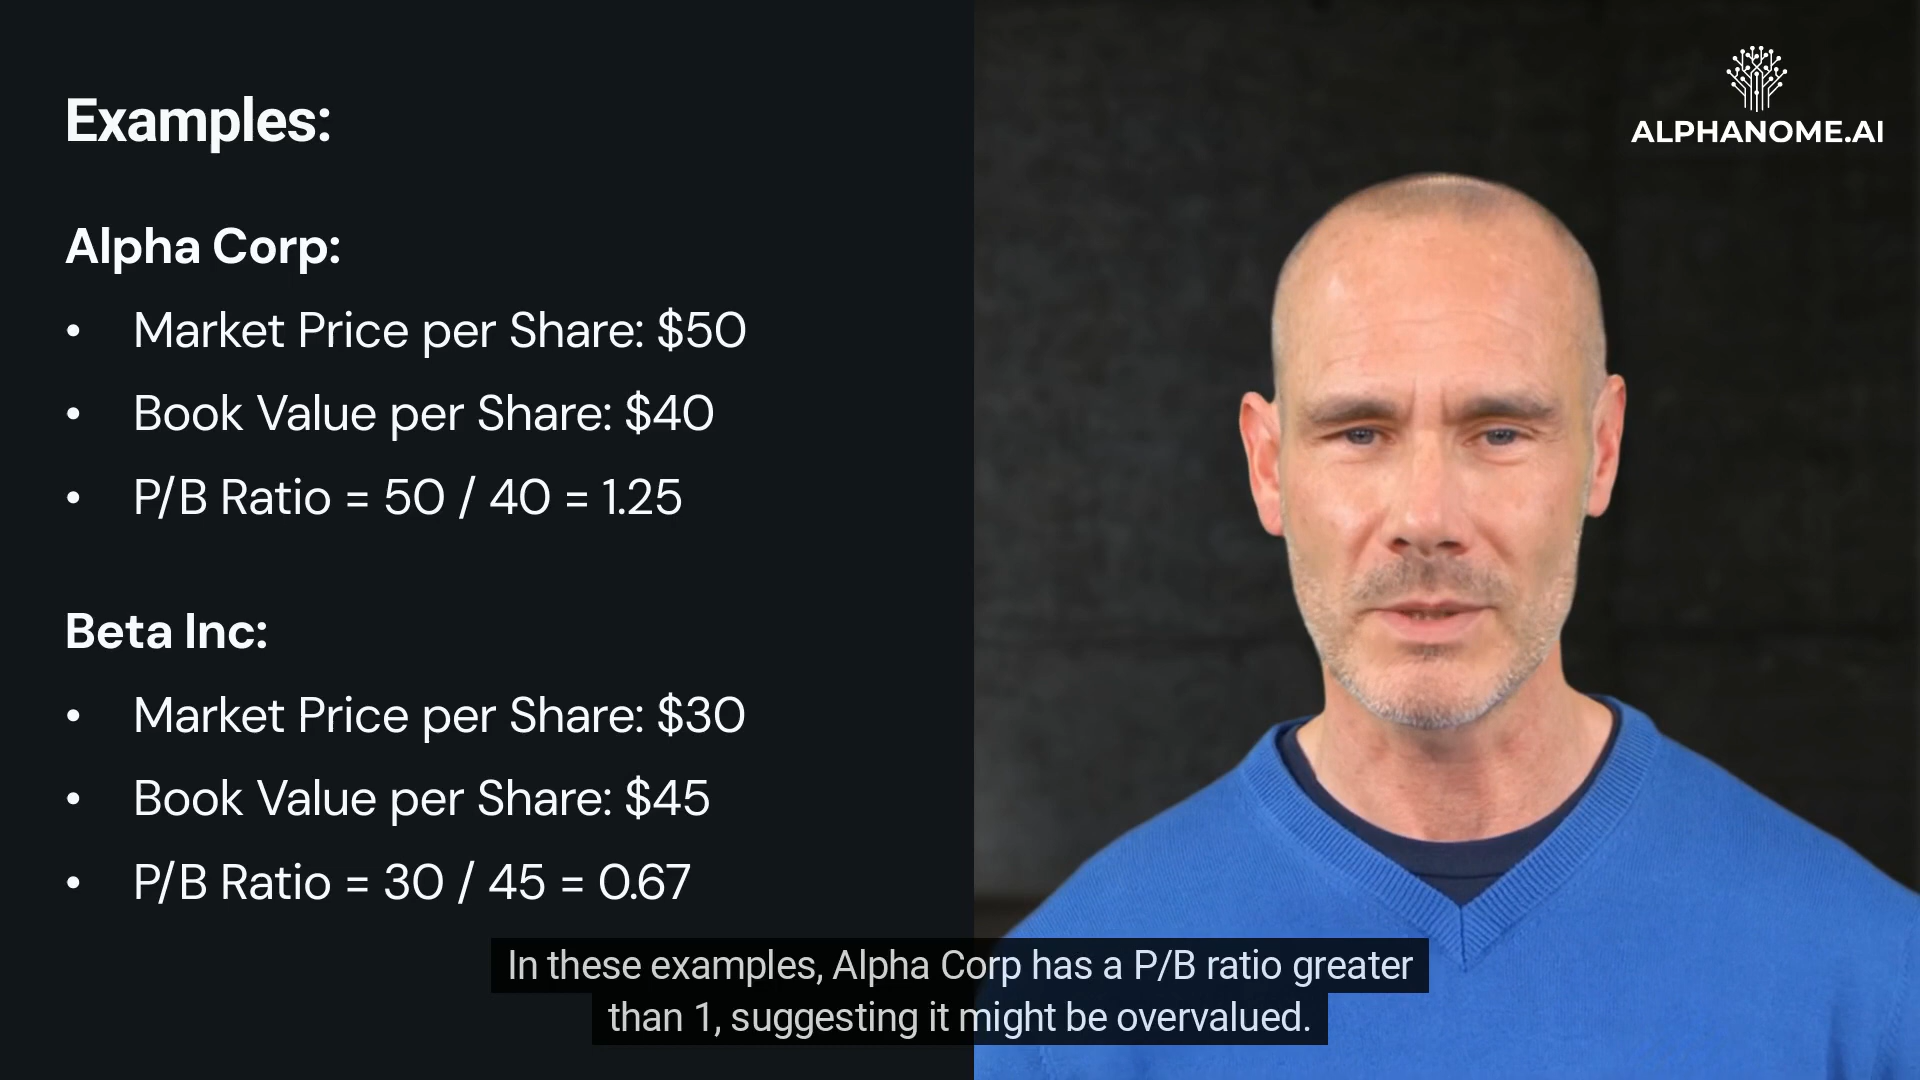 Examples:
Alpha Corp:
• Market Price per Share: $50
• Book Value per Share: $40
• P/B Ratio = 50 / 40 = 1.25
Beta Inc:
• Market Price per Share: $30
• Book Value per Share: $45
• P/B Ratio = 30 / 45 = 0.67
ALPHANOME.AI
In these examples, Alpha Corp has a P/B ratio greater
than 1, suggesting it might be overvalued.